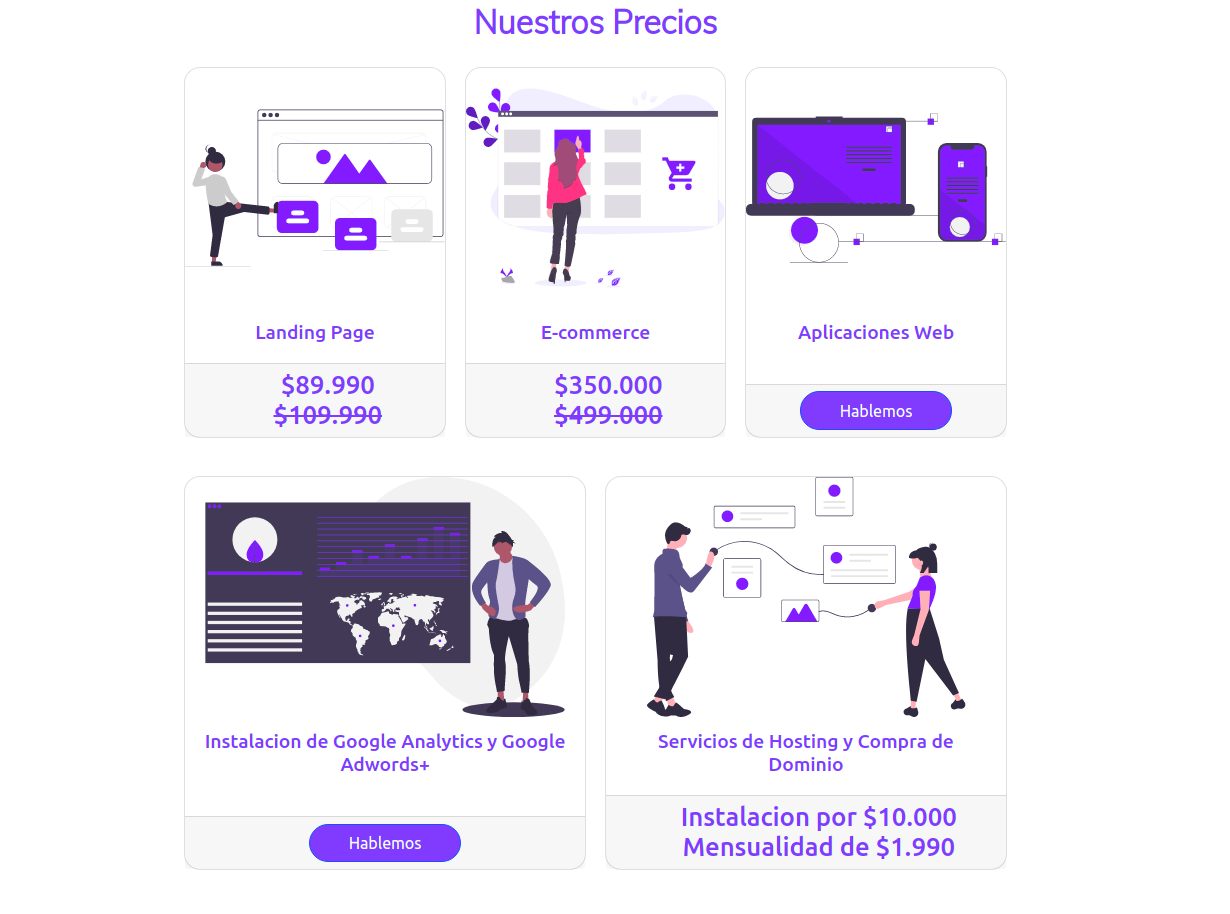 Nuestros Precios
Landing Page
$89.990
$109.990
E-commerce
$350.000
$499.000
Aplicaciones Web
Hablemos
Instalacion de Google Analytics y Google
Adwords+
Hablemos
Servicios de Hosting y Compra de
Dominio
Instalacion por $10.000
Mensualidad de $1.990